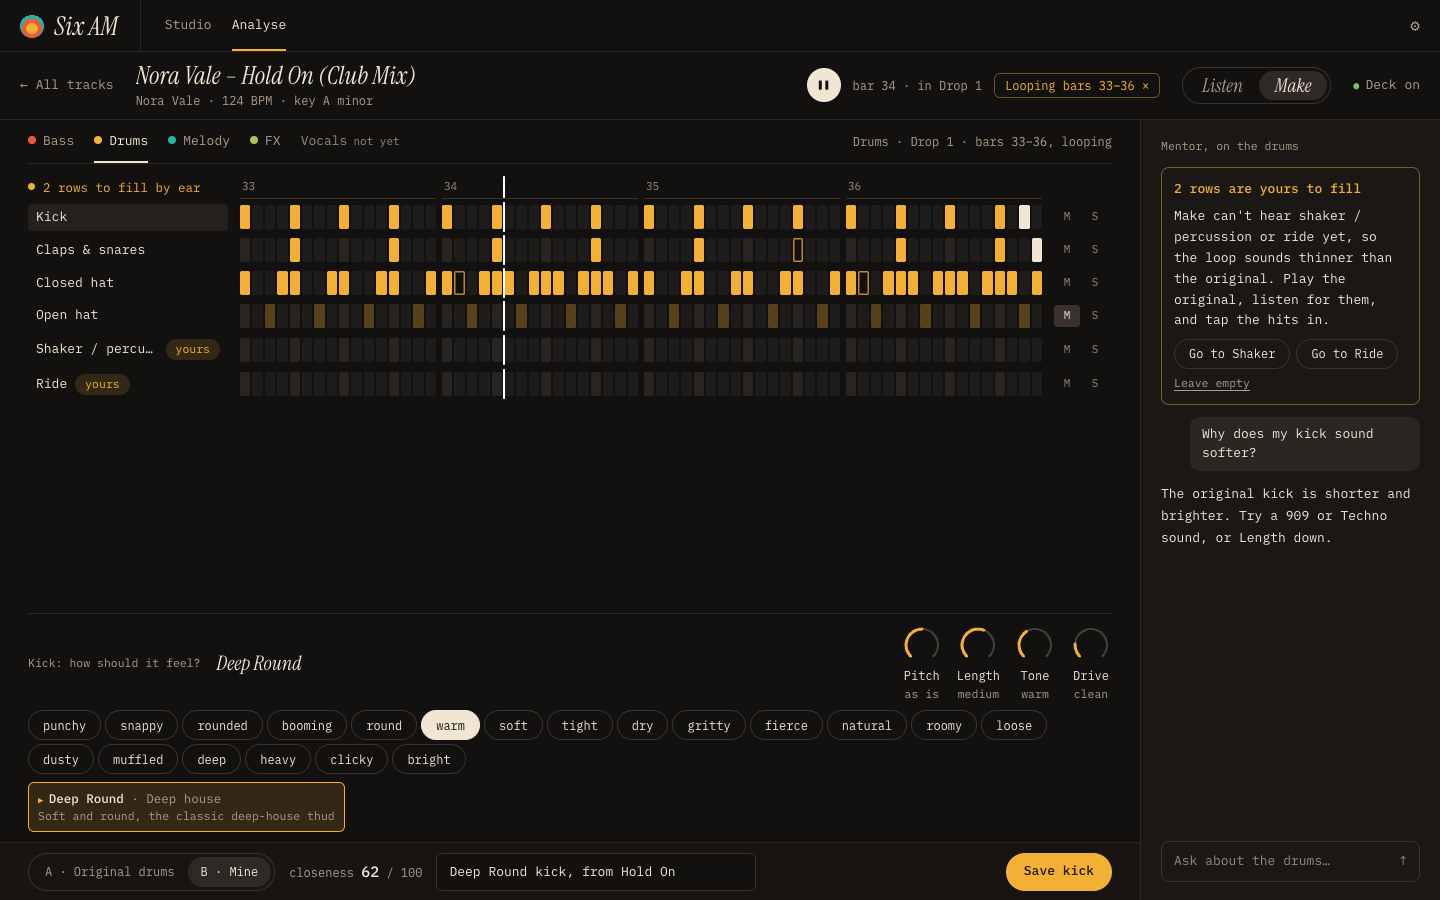 Six AM
Studio Analyse
⚙
← All tracks
Nora Vale – Hold On (Club Mix)
Nora Vale · 124 BPM · key A minor
bar 34 · in Drop 1
Looping bars 33–36 ×
Listen Make
Deck on
Bass Drums Melody FX Vocals not yet
Drums · Drop 1 · bars 33–36, looping
2 rows to fill by ear
33 34 35 36
Kick M S
Claps & snares M S
Closed hat M S
Open hat M S
Shaker / percu… yours M S
Ride yours M S
Kick: how should it feel? Deep Round
Pitch Length Tone Drive
as is medium warm clean
punchy snappy rounded booming round warm soft tight dry gritty fierce natural roomy loose
dusty muffled deep heavy clicky bright
▶ Deep Round · Deep house
Soft and round, the classic deep-house thud
A · Original drums B · Mine
closeness 62 / 100
Deep Round kick, from Hold On
Save kick
Mentor, on the drums
2 rows are yours to fill
Make can't hear shaker /
percussion or ride yet, so
the loop sounds thinner than
the original. Play the
original, listen for them,
and tap the hits in.
Go to Shaker Go to Ride
Leave empty
Why does my kick sound
softer?
The original kick is shorter and
brighter. Try a 909 or Techno
sound, or Length down.
Ask about the drums… ↑